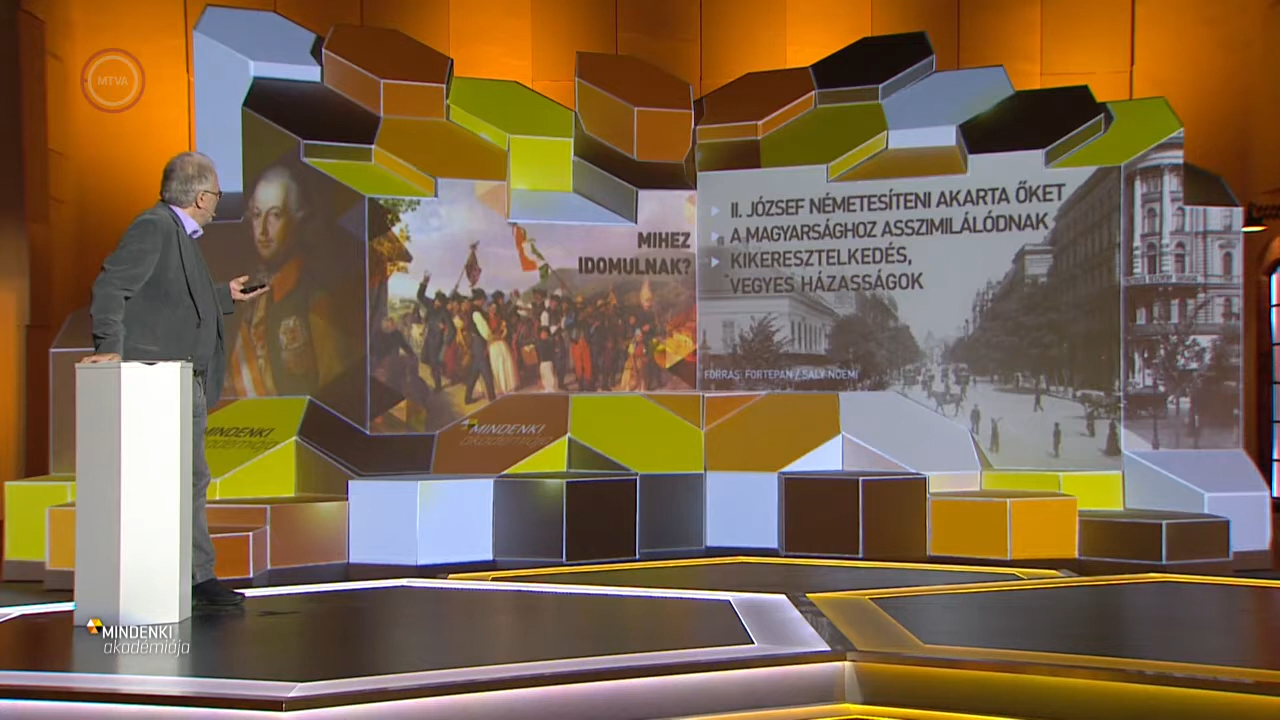 MTVA
MIHEZ
IDOMULNAK?
II. JÓZSEF NÉMETESÍTENI AKARTA ŐKET
A MAGYARSÁGHOZ ASSZIMILÁLÓDNAK
KIKERESZTELKEDÉS,
VEGYES HÁZASSÁGOK
FORRÁS: FORTEPAN / SALY NOÉMI
MINDENKI
akadémiája
MINDENKI
akadémiája
MINDENKI
akadémiája